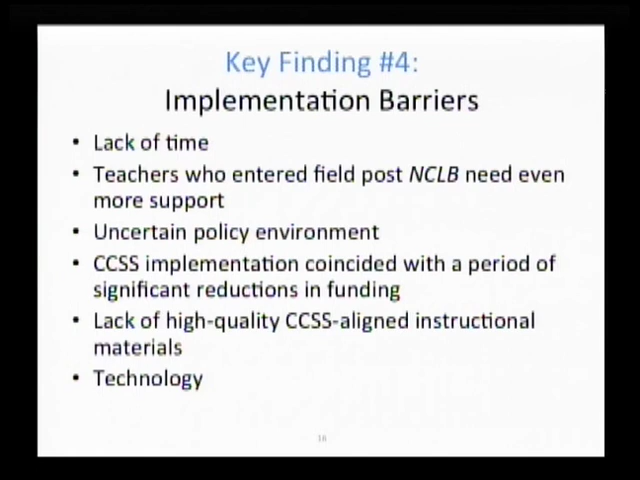 Key Finding #4:
Implementation Barriers
• Lack of time
• Teachers who entered field post NCLB need even
more support
• Uncertain policy environment
• CCSS implementation coincided with a period of
significant reductions in funding
• Lack of high-quality CCSS-aligned instructional
materials
• Technology
16